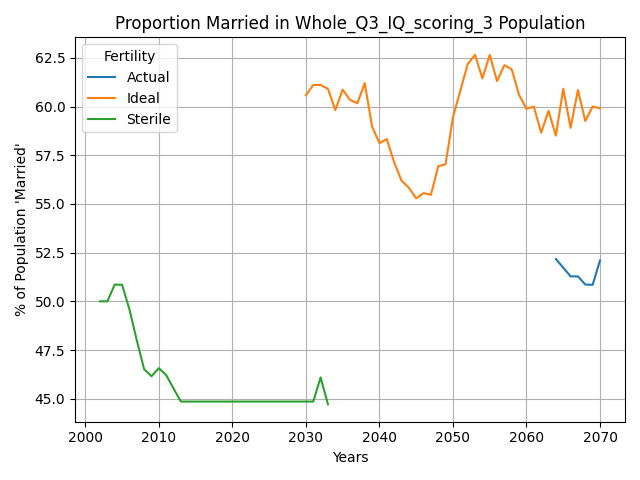 Proportion Married in Whole_Q3_IQ_scoring_3 Population
% of Population 'Married'
62.5
60.0
57.5
55.0
52.5
50.0
47.5
45.0
Fertility
Actual
Ideal
Sterile
2000 2010 2020 2030 2040 2050 2060 2070
Years